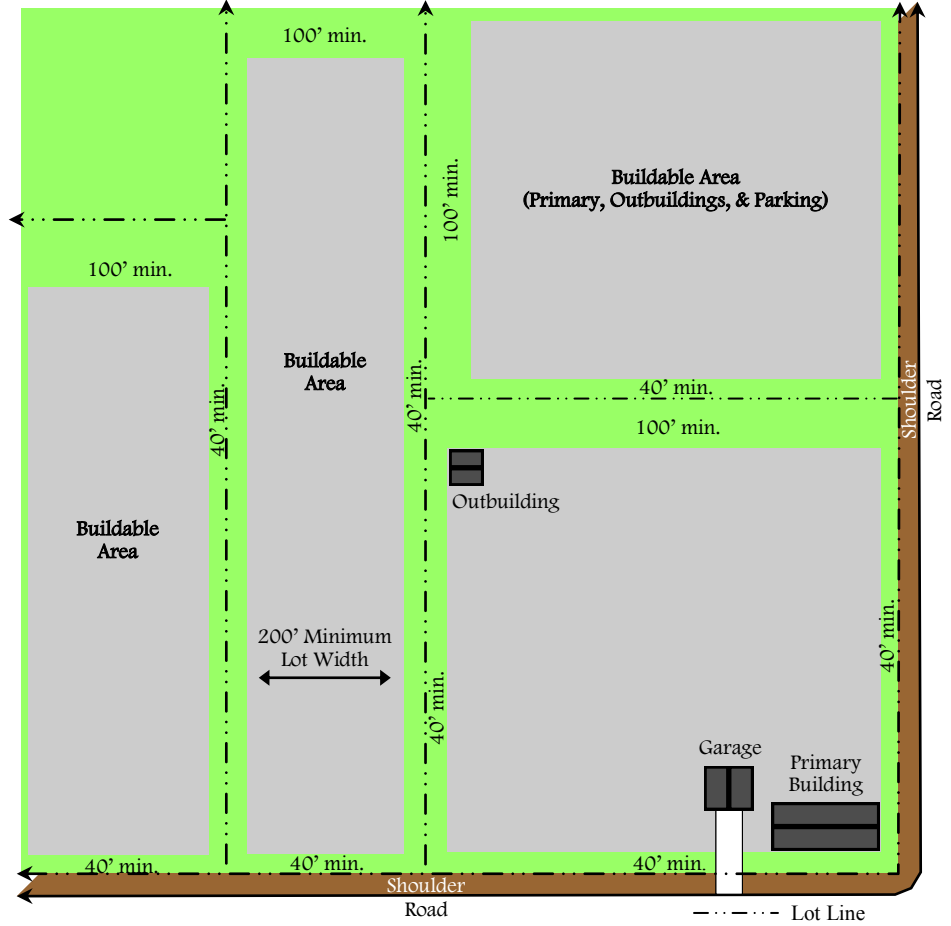 100' min.
100' min.
Buildable Area
(Primary, Outbuildings, & Parking)
100' min.
Buildable
Area
40' min.
40' min.
40' min.
Shoulder
Road
100' min.
Outbuilding
Buildable
Area
200' Minimum
Lot Width
40' min.
40' min.
Garage
Primary
Building
40' min.
40' min.
40' min.
Shoulder
Road
Lot Line